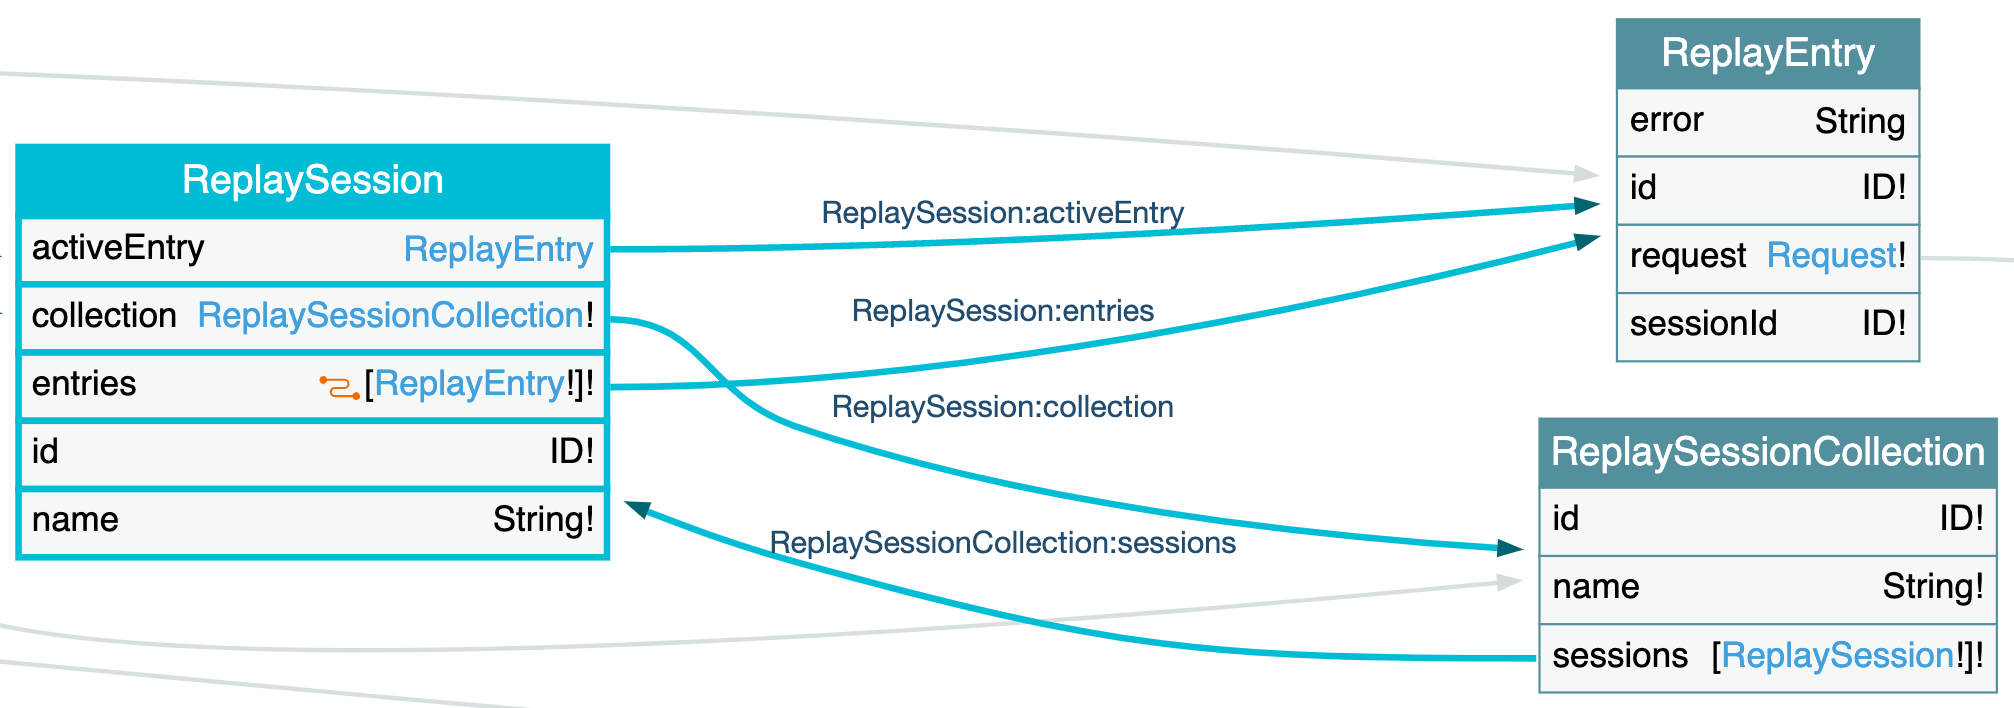 ReplaySession
activeEntry ReplayEntry
collection ReplaySessionCollection!
entries [ReplayEntry!]!
id ID!
name String!
ReplaySession:activeEntry
ReplaySession:entries
ReplaySession:collection
ReplaySessionCollection:sessions
ReplayEntry
error String
id ID!
request Request!
sessionId ID!
ReplaySessionCollection
id ID!
name String!
sessions [ReplaySession!]!